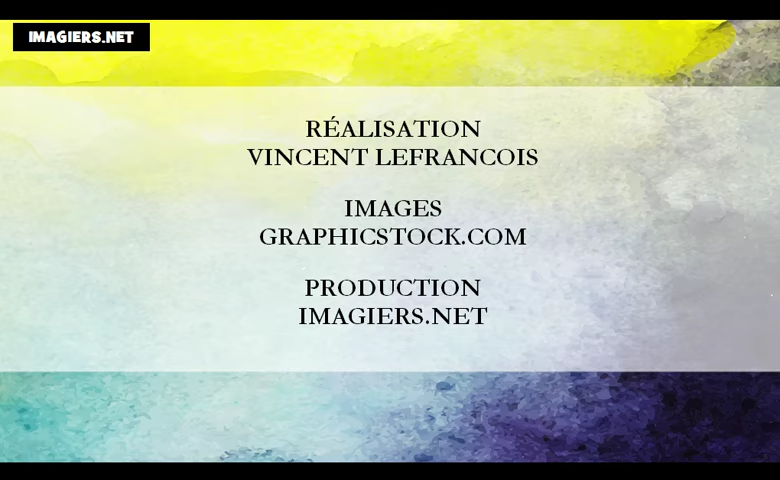 IMAGIERS.NET
RÉALISATION
VINCENT LEFRANCOIS
IMAGES
GRAPHICSTOCK.COM
PRODUCTION
IMAGIERS.NET